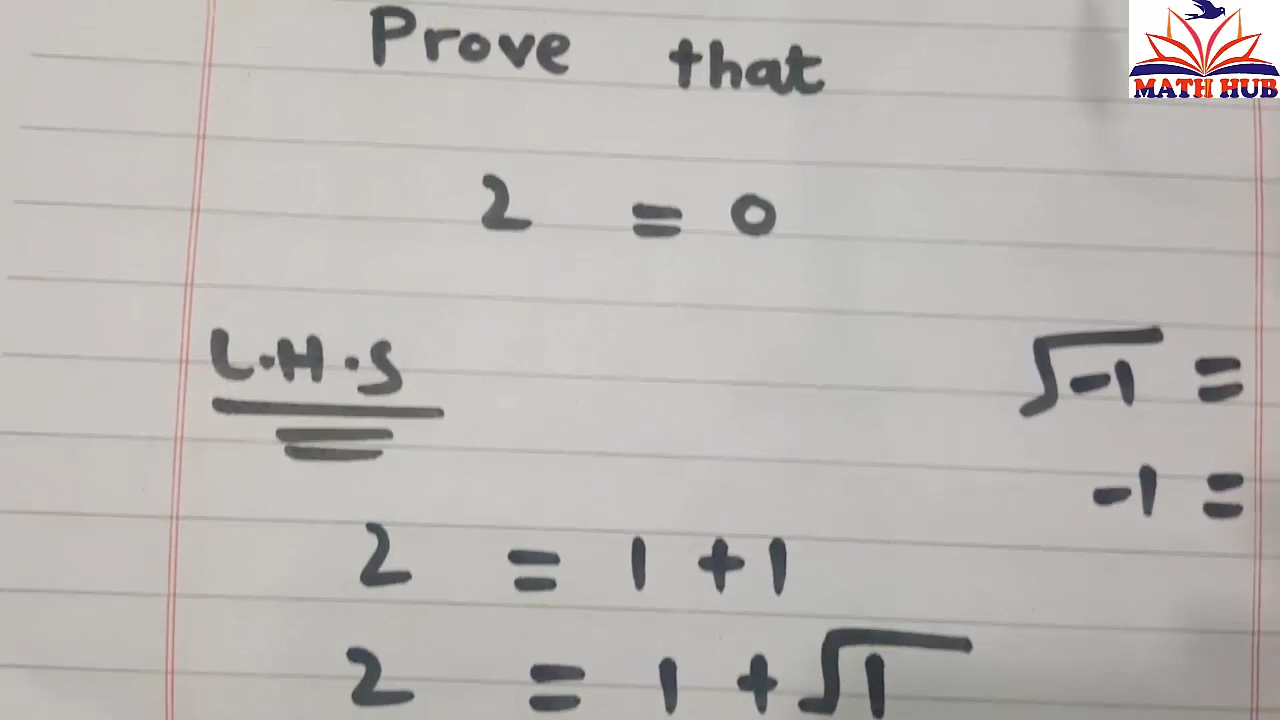 Prove that
MATH HUB
2 = 0
L.H.S
√-1 =
-1 =
2 = 1 + 1
2 = 1 + √1